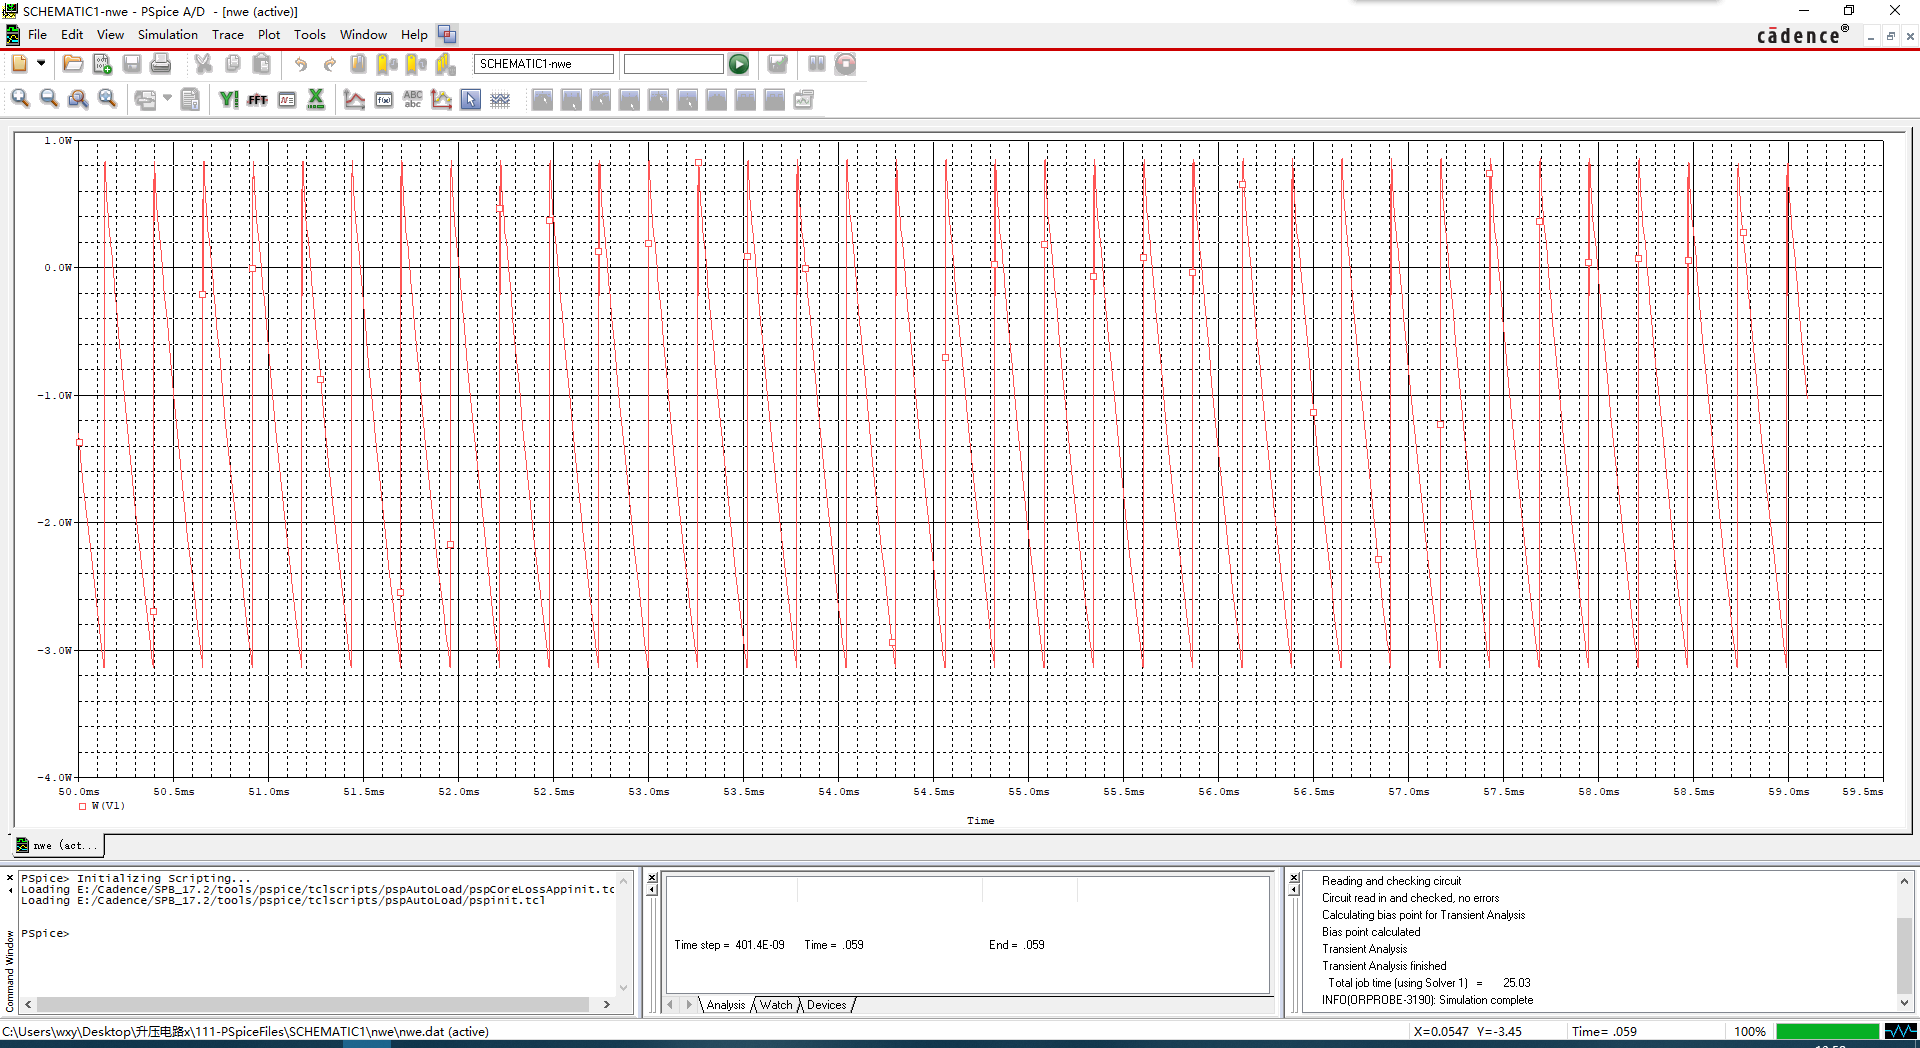 SCHEMATIC1-nwe - PSpice A/D - [nwe (active)]
File Edit View Simulation Trace Plot Tools Window Help
cādence®
SCHEMATIC1-nwe
FFT
ABC
abc
1.0W
0.0W
-1.0W
-2.0W
-3.0W
-4.0W
50.0ms 50.5ms 51.0ms 51.5ms 52.0ms 52.5ms 53.0ms 53.5ms 54.0ms 54.5ms 55.0ms 55.5ms 56.0ms 56.5ms 57.0ms 57.5ms 58.0ms 58.5ms 59.0ms 59.5ms
W(V1)
Time
nwe (act...
Command Window
PSpice> Initializing Scripting...
Loading E:/Cadence/SPB_17.2/tools/pspice/tclscripts/pspAutoLoad/pspCoreLossAppinit.tc
Loading E:/Cadence/SPB_17.2/tools/pspice/tclscripts/pspAutoLoad/pspinit.tcl
PSpice>
Time step = 401.4E-09 Time = .059 End = .059
Analysis Watch Devices
Reading and checking circuit
Circuit read in and checked, no errors
Calculating bias point for Transient Analysis
Bias point calculated
Transient Analysis
Transient Analysis finished
Total job time (using Solver 1) = 25.03
INFO(ORPROBE-3190): Simulation complete
C:\Users\wxy\Desktop\升压电路x\111-PSpiceFiles\SCHEMATIC1\nwe\nwe.dat (active)
X=0.0547 Y=-3.45 Time= .059 100%